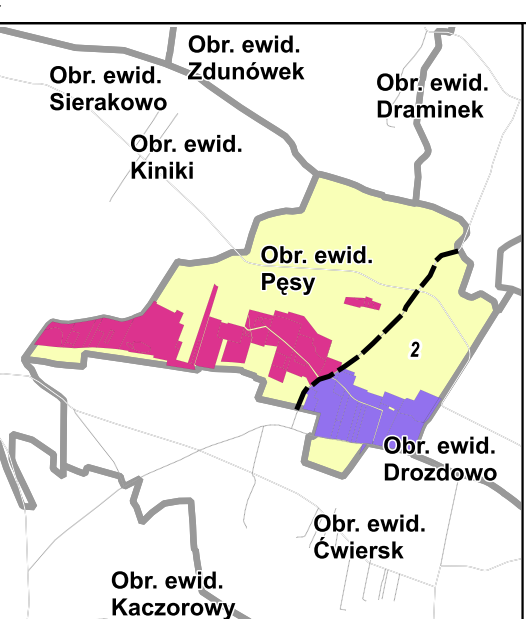 Obr. ewid.
Zdunówek
Obr. ewid.
Sierakowo
Obr. ewid.
Draminek
Obr. ewid.
Kiniki
Obr. ewid.
Pęsy
2
Obr. ewid.
Drozdowo
Obr. ewid.
Ćwiersk
Obr. ewid.
Kaczorowy